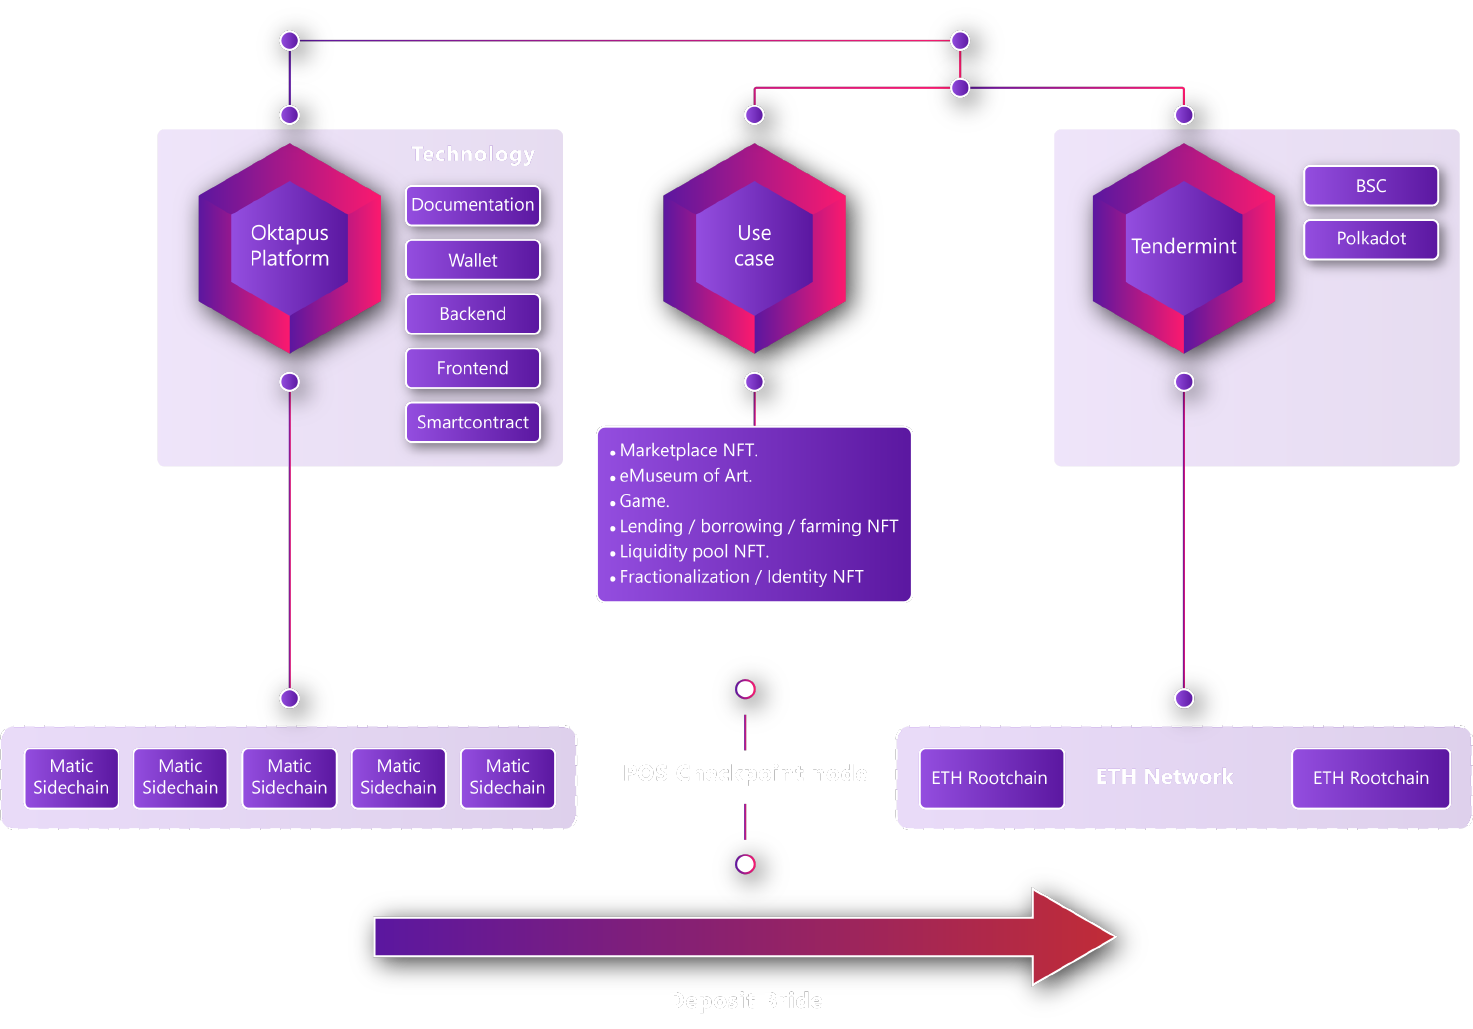 Technology
Oktapus
Platform
Documentation
Wallet
Backend
Frontend
Smartcontract
Use
case
Tendermint
BSC
Polkadot
Marketplace NFT.
eMuseum of Art.
Game.
Lending / borrowing / farming NFT
Liquidity pool NFT.
Fractionalization / Identity NFT
Matic
Sidechain
Matic
Sidechain
Matic
Sidechain
Matic
Sidechain
Matic
Sidechain
POS Checkpoint node
ETH Rootchain
ETH Network
ETH Rootchain
Deposit Bride